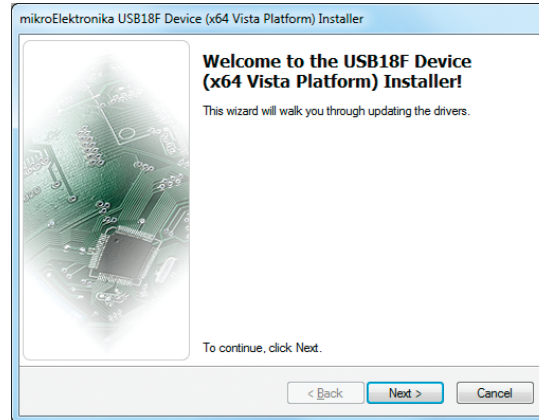 mikroElektronika USB18F Device (x64 Vista Platform) Installer
Welcome to the USB18F Device
(x64 Vista Platform) Installer!
This wizard will walk you through updating the drivers.
To continue, click Next.
< Back Next > Cancel